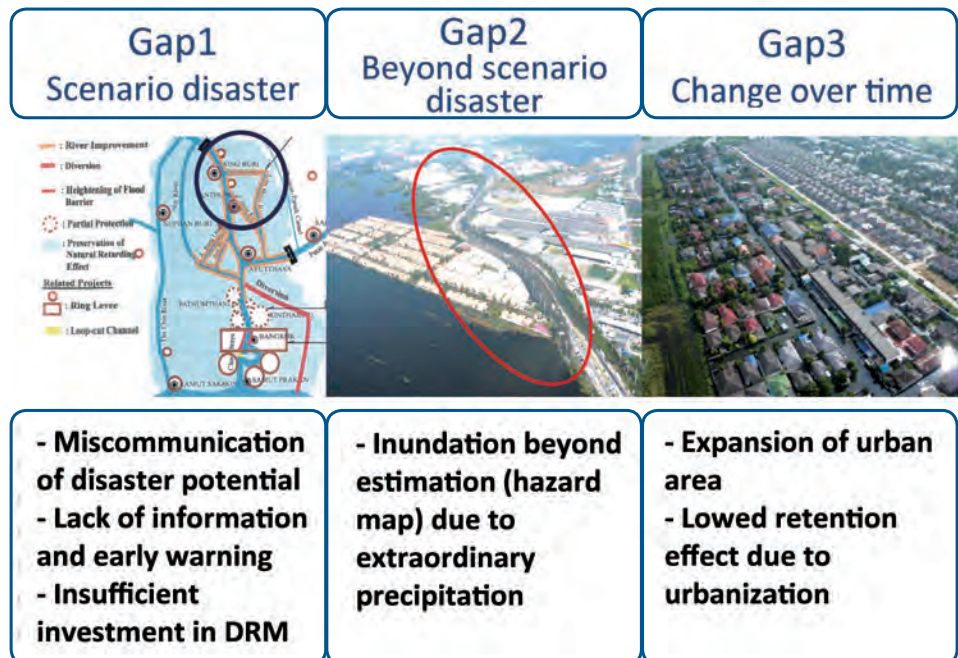 Gap1
Scenario disaster
Gap2
Beyond scenario
disaster
Gap3
Change over time
: River Improvement
: Diversion
: Heightening of Flood
Barrier
: Partial Protection
: Preservation of
Natural Retarding
Effect
Related Projects
: Ring Levee
: Loop-cut Channel
SING BURI
AYUTTHAYA
Diversion
PATHUMTHANI
BANGKOK
- Miscommunication
of disaster potential
- Lack of information
and early warning
- Insufficient
investment in DRM
- Inundation beyond
estimation (hazard
map) due to
extraordinary
precipitation
- Expansion of urban
area
- Lowed retention
effect due to
urbanization